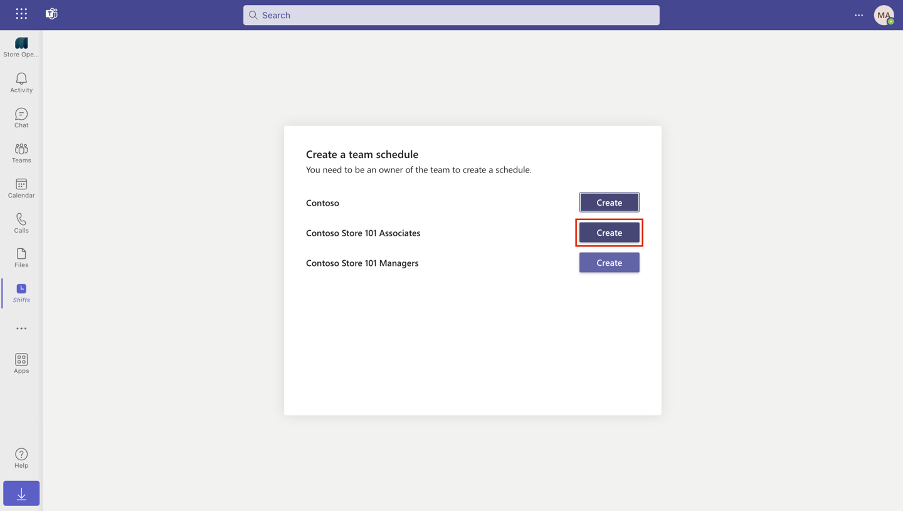 Search
MA
Store Ope...
Activity
Chat
Teams
Calendar
Calls
Files
Shifts
Apps
Help
Create a team schedule
You need to be an owner of the team to create a schedule.
Contoso Create
Contoso Store 101 Associates Create
Contoso Store 101 Managers Create